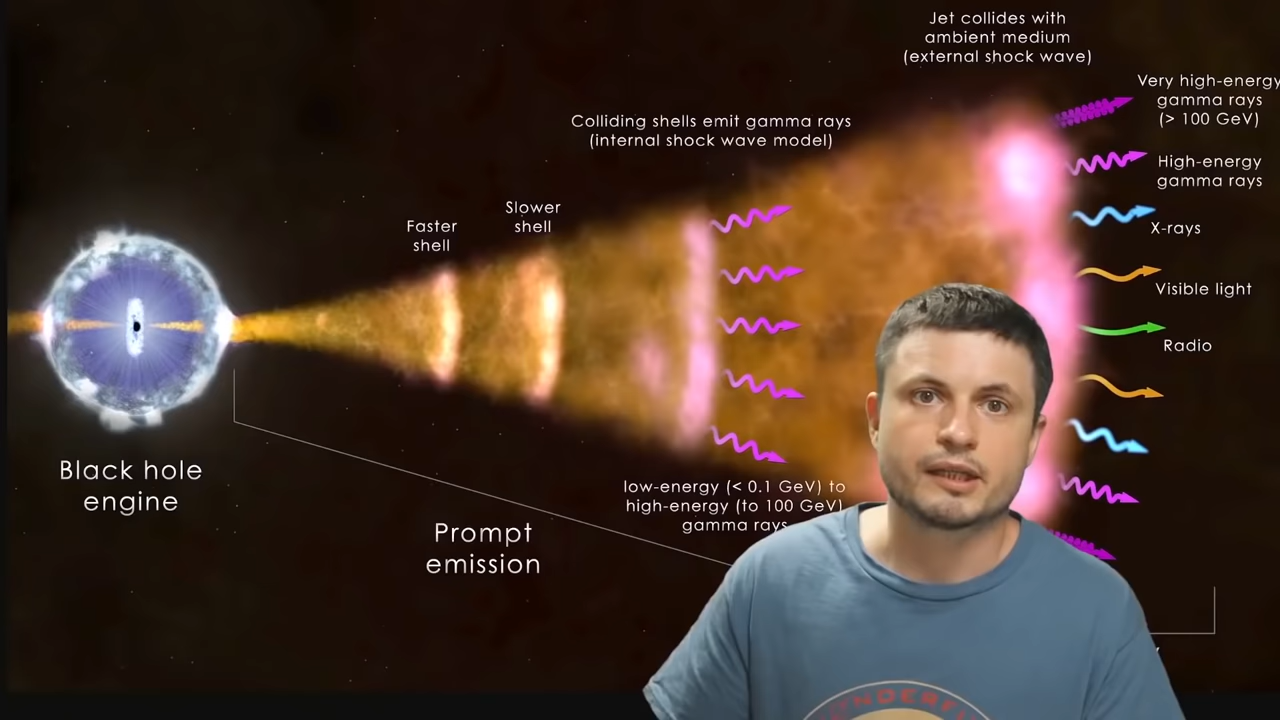 Jet collides with
ambient medium
(external shock wave)
Very high-energy
gamma rays
(> 100 GeV)
Colliding shells emit gamma rays
(internal shock wave model)
High-energy
gamma rays
Slower
shell
Faster
shell
X-rays
Visible light
Radio
Black hole
engine
low-energy (< 0.1 GeV) to
high-energy (to 100 GeV)
gamma rays
Prompt
emission